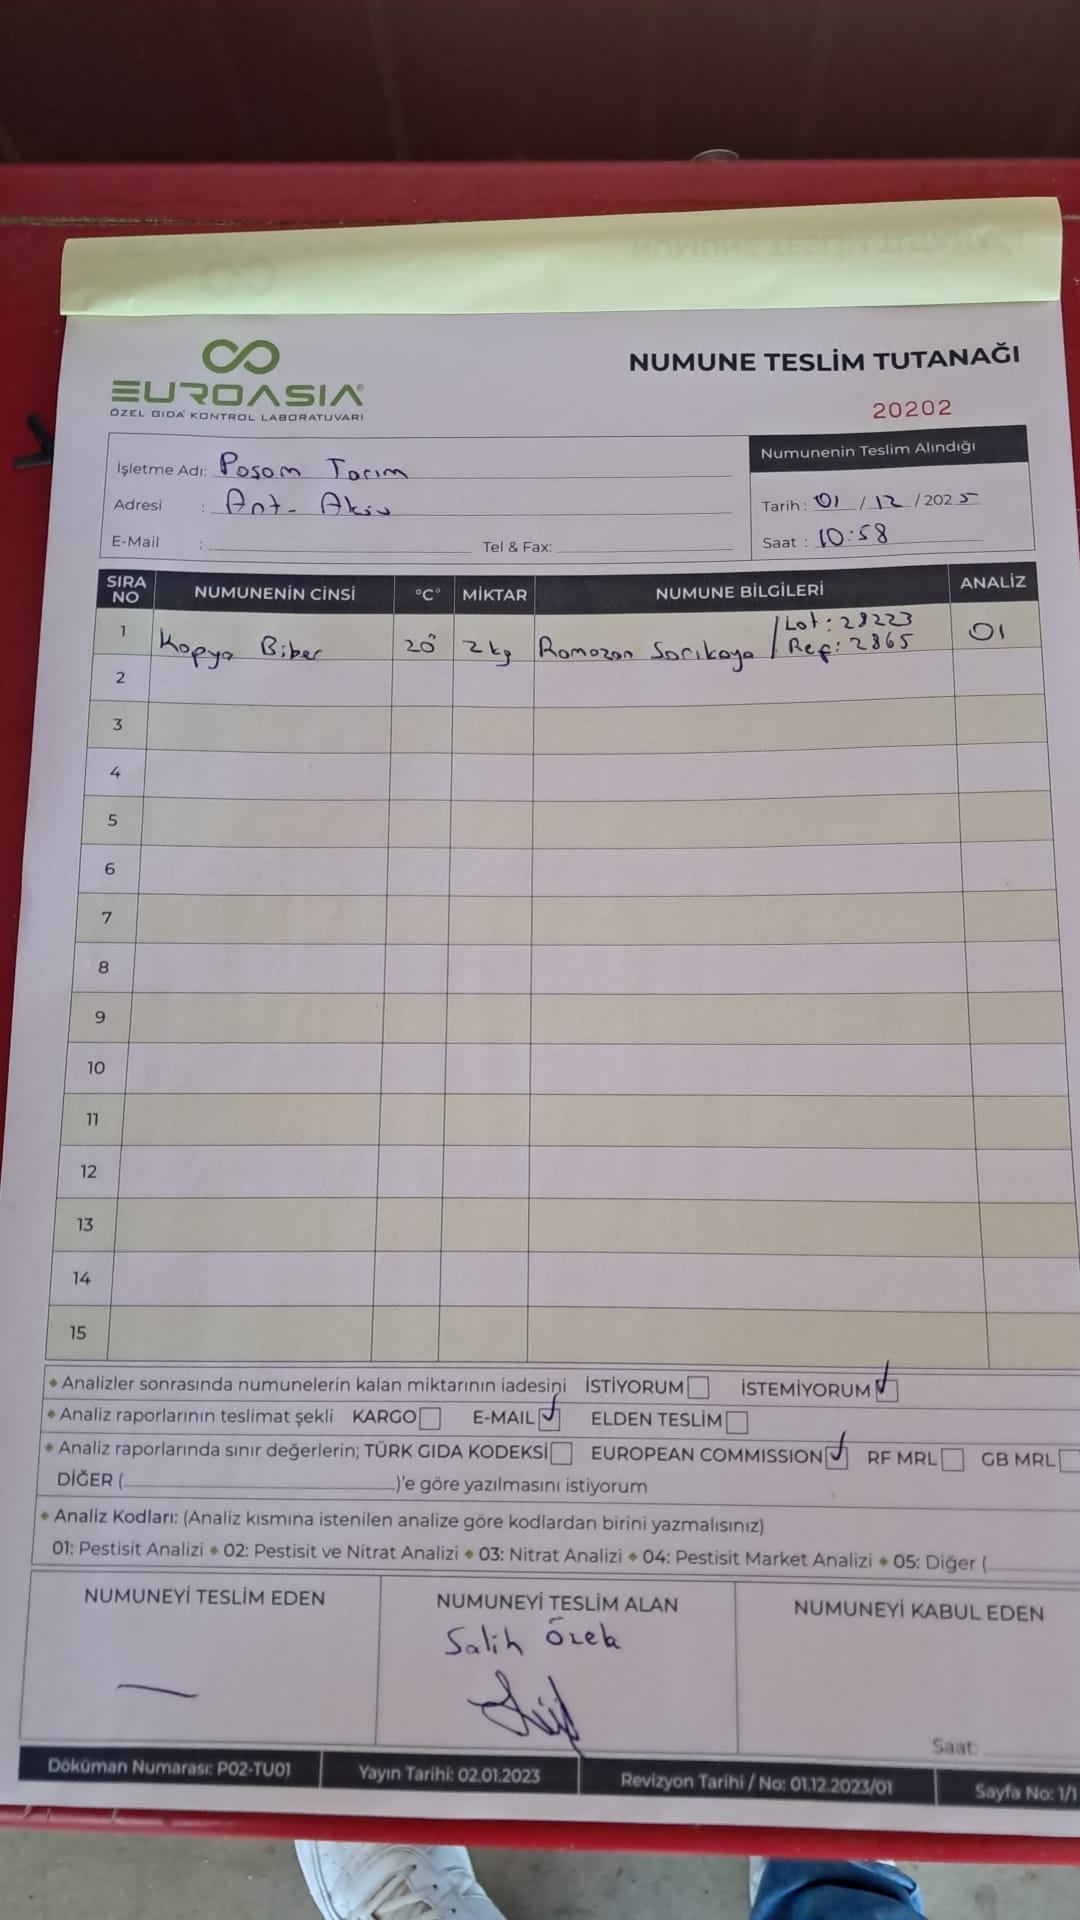 EUROASIA®
ÖZEL GIDA KONTROL LABORATUVARI
NUMUNE TESLİM TUTANAĞI
20202
İşletme Adı: Poşom Tarım
Adresi : Ant- Aksu
E-Mail : Tel & Fax:
Numunenin Teslim Alındığı
Tarih: 01 / 12 / 2025
Saat : 10:58
SIRA NO NUMUNENİN CİNSİ °C° MİKTAR NUMUNE BİLGİLERİ ANALİZ
1 Kapya Biber 20° 2 kg Ramazan Sarıkaya / Lot: 28223 Ref: 2865 01
2
3
4
5
6
7
8
9
10
11
12
13
14
15
Analizler sonrasında numunelerin kalan miktarının iadesini İSTİYORUM İSTEMİYORUM
Analiz raporlarının teslimat şekli KARGO E-MAIL ELDEN TESLİM
Analiz raporlarında sınır değerlerin; TÜRK GIDA KODEKSİ EUROPEAN COMMISSION RF MRL GB MRL
DİĞER ( )'e göre yazılmasını istiyorum
Analiz Kodları: (Analiz kısmına istenilen analize göre kodlardan birini yazmalısınız)
01: Pestisit Analizi 02: Pestisit ve Nitrat Analizi 03: Nitrat Analizi 04: Pestisit Market Analizi 05: Diğer (
NUMUNEYİ TESLİM EDEN NUMUNEYİ TESLİM ALAN NUMUNEYİ KABUL EDEN
Salih Özek
Saat:
Döküman Numarası: P02-TU01 Yayın Tarihi: 02.01.2023 Revizyon Tarihi / No: 01.12.2023/01 Sayfa No: 1/1